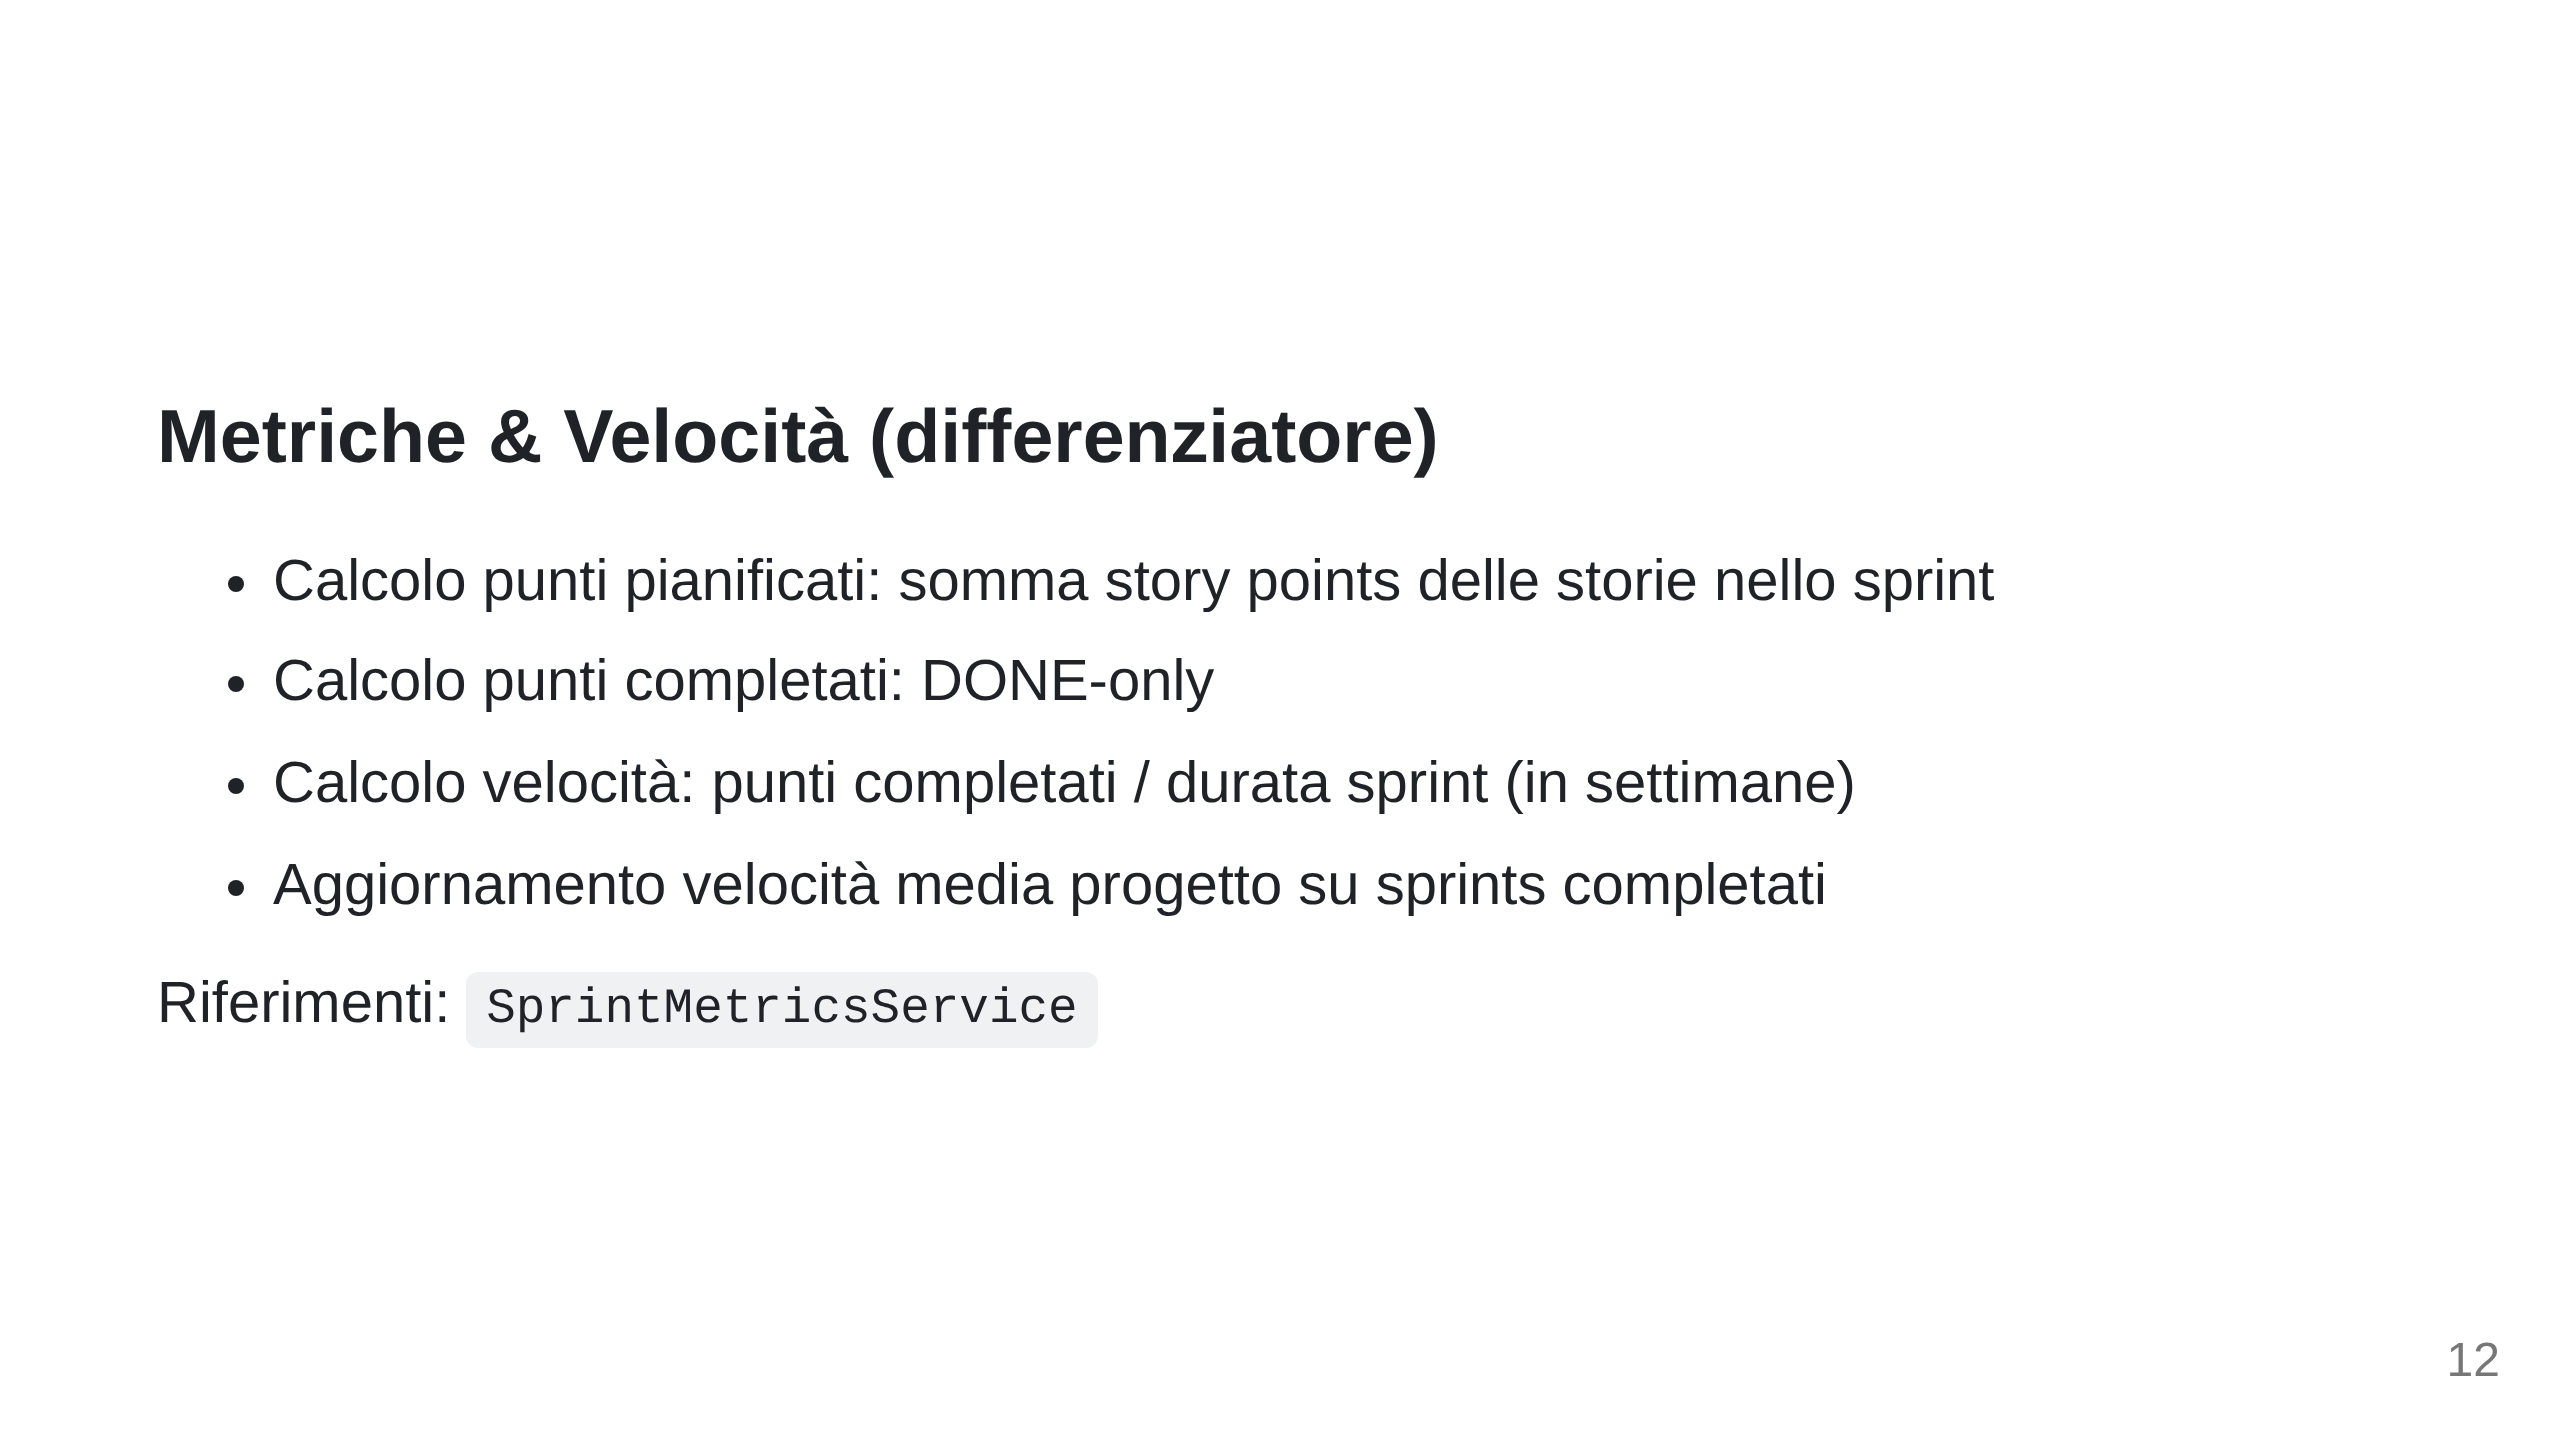 Metriche & Velocità (differenziatore)
• Calcolo punti pianificati: somma story points delle storie nello sprint
• Calcolo punti completati: DONE-only
• Calcolo velocità: punti completati / durata sprint (in settimane)
• Aggiornamento velocità media progetto su sprints completati
Riferimenti: SprintMetricsService
12